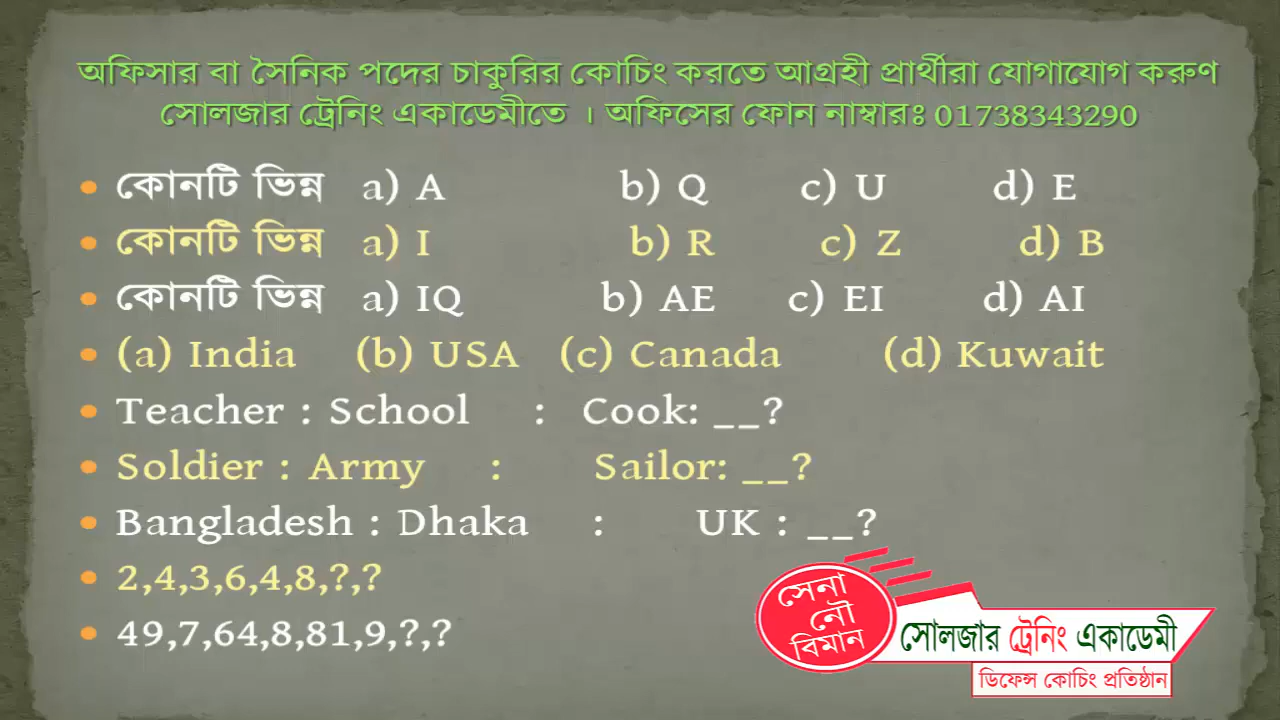 অফিসার বা সৈনিক পদের চাকুরির কোচিং করতে আগ্রহী প্রার্থীরা যোগাযোগ করুণ
সোলজার ট্রেনিং একাডেমীতে । অফিসের ফোন নাম্বারঃ 01738343290
• কোনটি ভিন্ন a) A b) Q c) U d) E
• কোনটি ভিন্ন a) I b) R c) Z d) B
• কোনটি ভিন্ন a) IQ b) AE c) EI d) AI
• (a) India (b) USA (c) Canada (d) Kuwait
• Teacher : School : Cook: __?
• Soldier : Army : Sailor: __?
• Bangladesh : Dhaka : UK : __?
• 2,4,3,6,4,8,?,?
• 49,7,64,8,81,9,?,?
সেনা
নৌ
বিমান
সোলজার ট্রেনিং একাডেমী
ডিফেন্স কোচিং প্রতিষ্ঠান